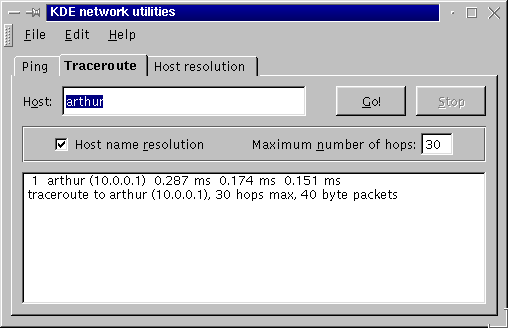 KDE network utilities
File Edit Help
Ping Traceroute Host resolution
Host: arthur Go! Stop
Host name resolution Maximum number of hops: 30
1 arthur (10.0.0.1) 0.287 ms 0.174 ms 0.151 ms
traceroute to arthur (10.0.0.1), 30 hops max, 40 byte packets